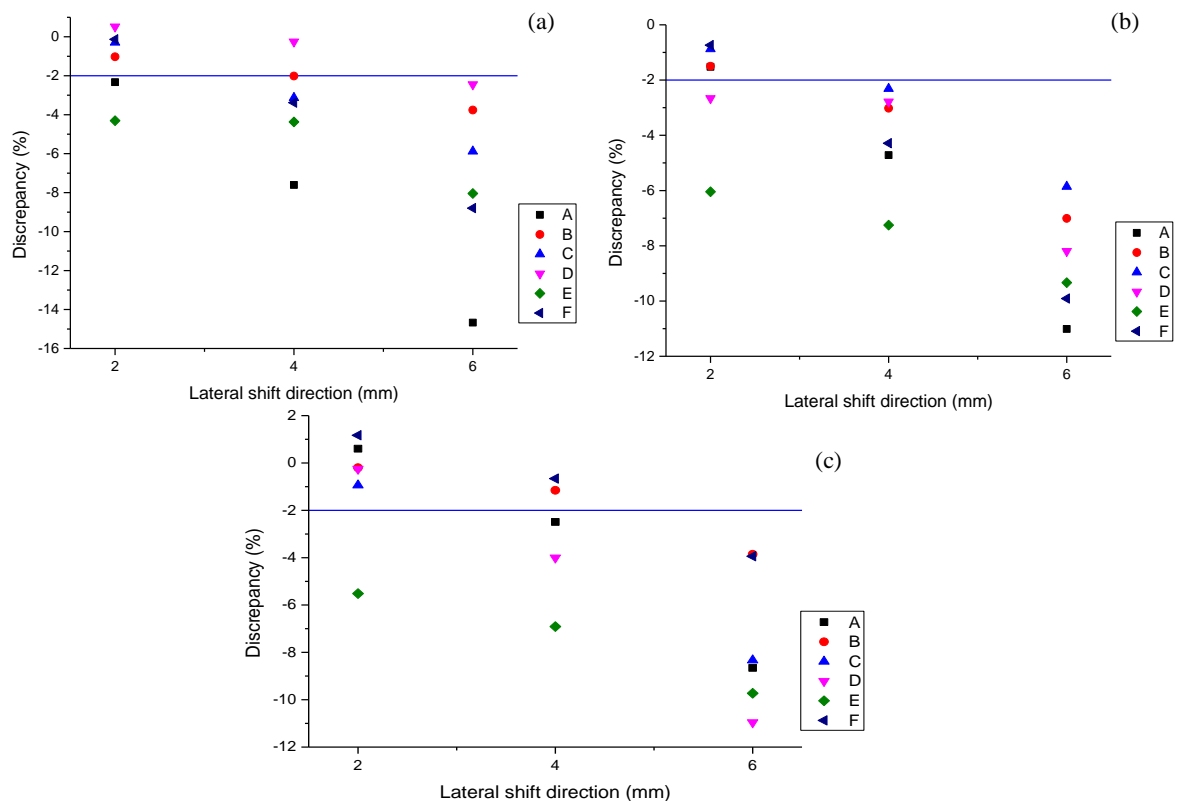 (a)
0
-2
-4
-6
-8
-10
-12
-14
-16
2
4
6
Discrepancy (%)
Lateral shift direction (mm)
A
B
C
D
E
F
(b)
0
-2
-4
-6
-8
-10
-12
2
4
6
Discrepancy (%)
Lateral shift direction (mm)
A
B
C
D
E
F
(c)
2
0
-2
-4
-6
-8
-10
-12
2
4
6
Discrepancy (%)
Lateral shift direction (mm)
A
B
C
D
E
F